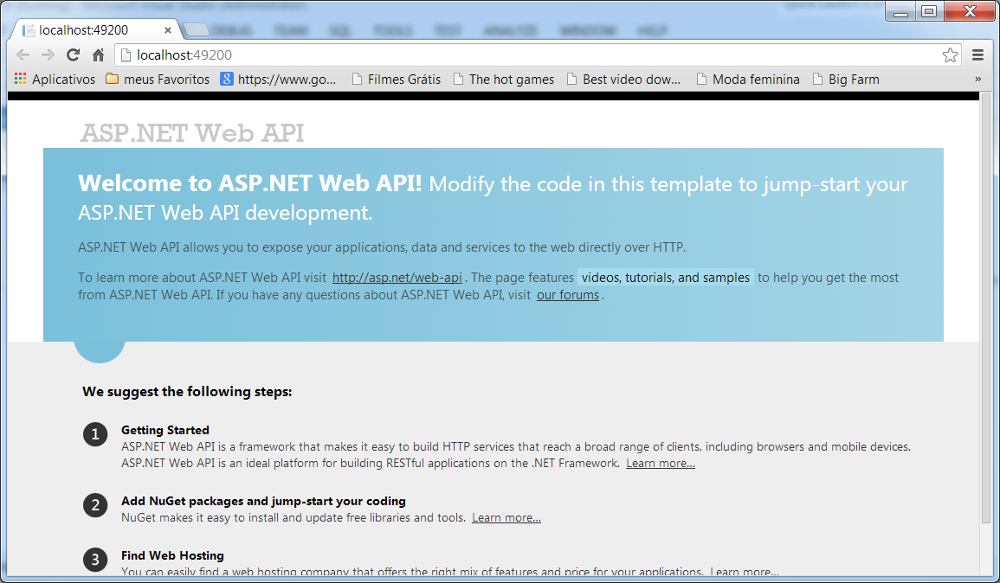 DEBUG TEAM SQL TOOLS TEST ANALYZE WINDOW HELP
localhost:49200
localhost:49200
Aplicativos meus Favoritos https://www.go... Filmes Grátis The hot games Best video dow... Moda feminina Big Farm »
ASP.NET Web API
Welcome to ASP.NET Web API! Modify the code in this template to jump-start your
ASP.NET Web API development.
ASP.NET Web API allows you to expose your applications, data and services to the web directly over HTTP.
To learn more about ASP.NET Web API visit http://asp.net/web-api. The page features videos, tutorials, and samples to help you get the most
from ASP.NET Web API. If you have any questions about ASP.NET Web API, visit our forums.
We suggest the following steps:
1 Getting Started
ASP.NET Web API is a framework that makes it easy to build HTTP services that reach a broad range of clients, including browsers and mobile devices.
ASP.NET Web API is an ideal platform for building RESTful applications on the .NET Framework. Learn more...
2 Add NuGet packages and jump-start your coding
NuGet makes it easy to install and update free libraries and tools. Learn more...
3 Find Web Hosting
You can easily find a web hosting company that offers the right mix of features and price for your applications. Learn more...